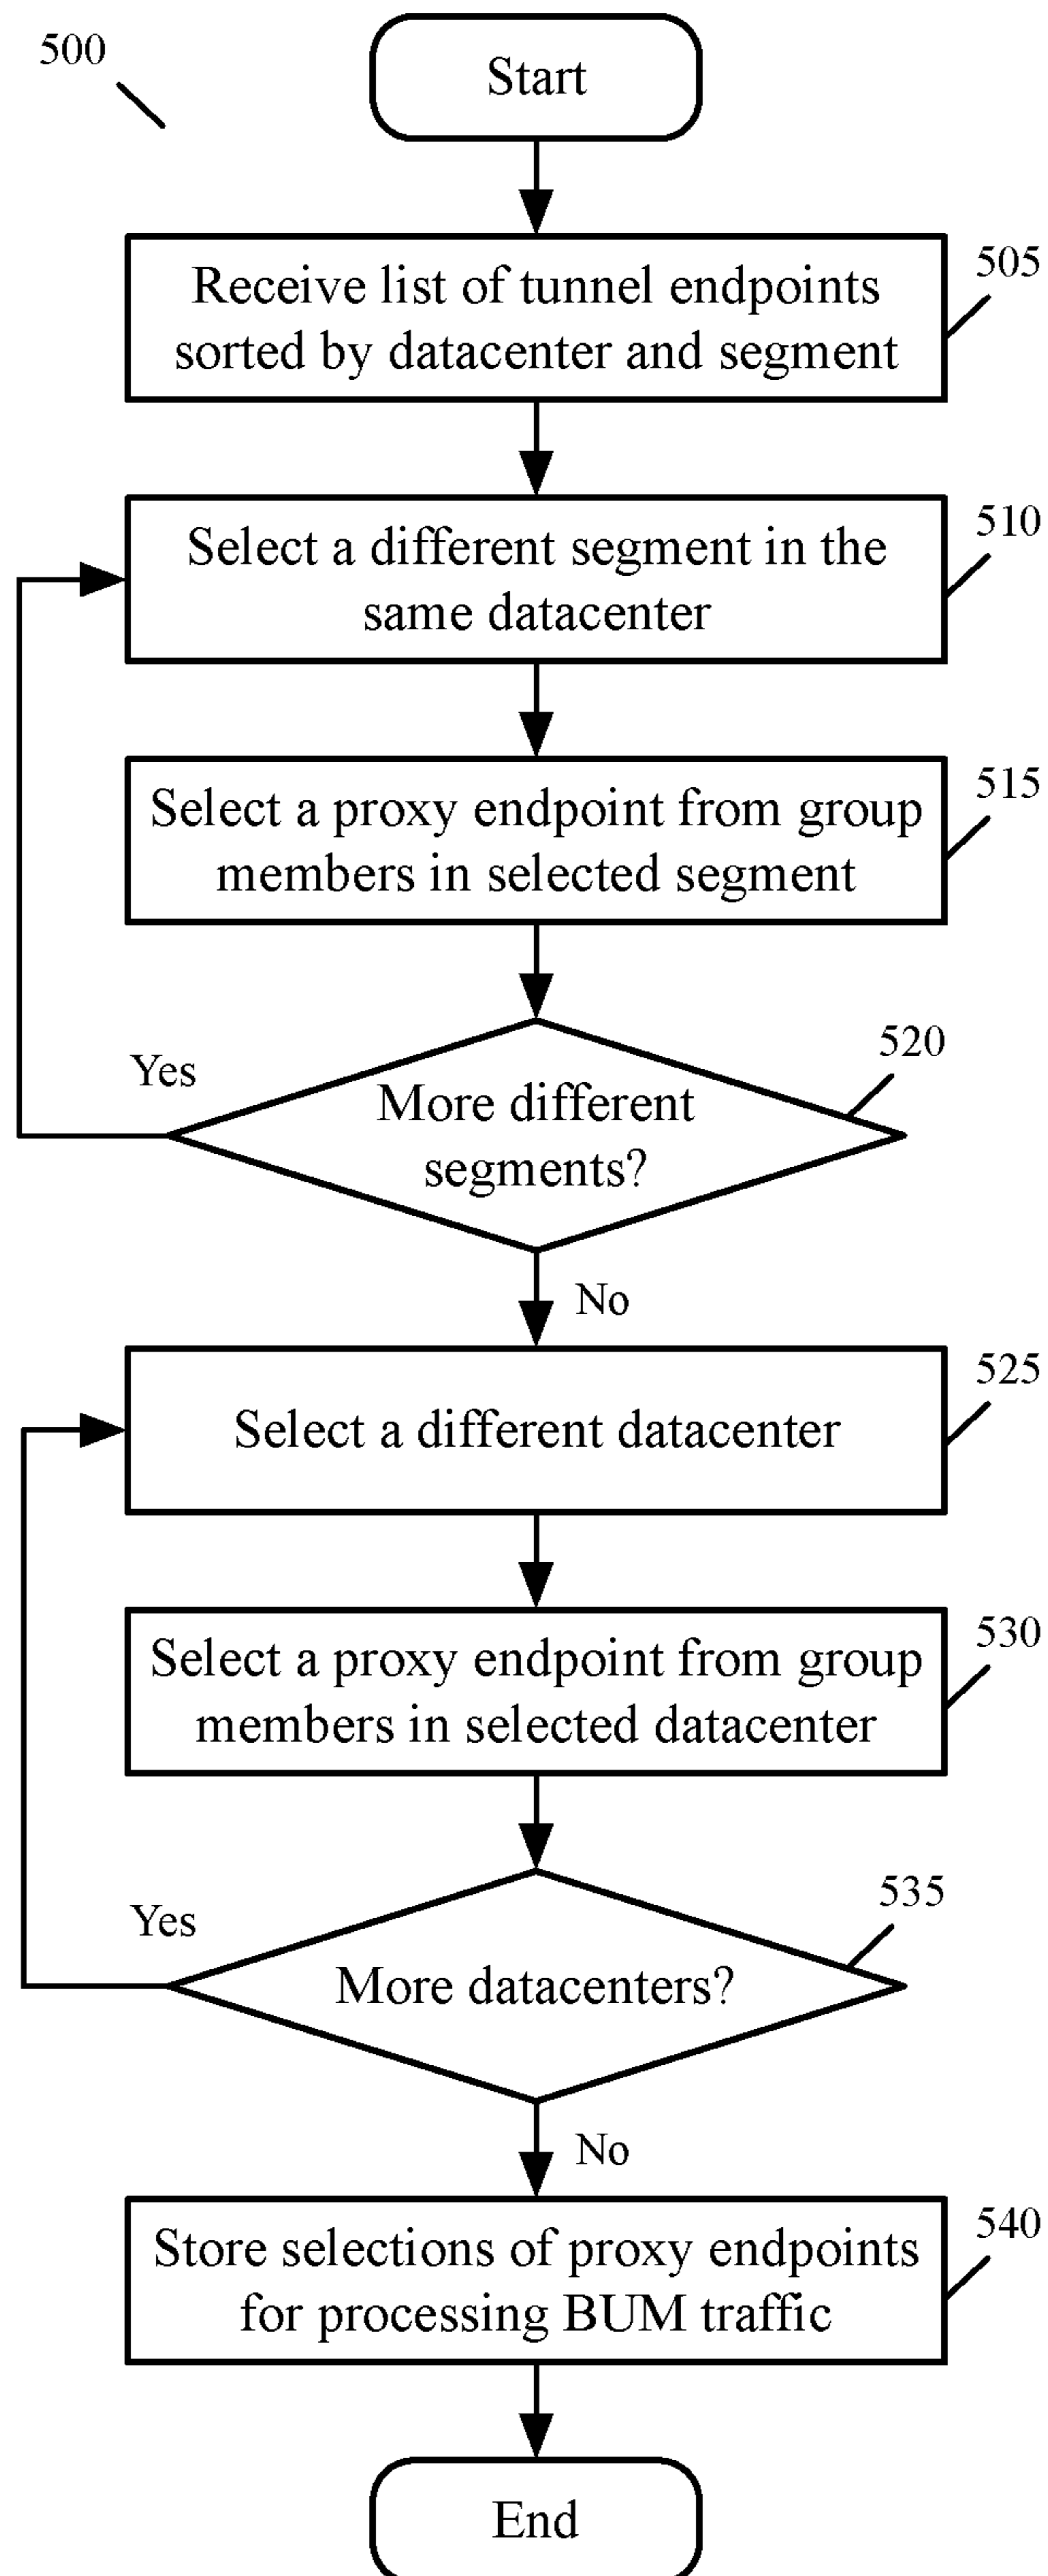 500
Start
505
Receive list of tunnel endpoints
sorted by datacenter and segment
510
Select a different segment in the
same datacenter
515
Select a proxy endpoint from group
members in selected segment
520
Yes
More different
segments?
No
525
Select a different datacenter
530
Select a proxy endpoint from group
members in selected datacenter
535
Yes
More datacenters?
No
540
Store selections of proxy endpoints
for processing BUM traffic
End